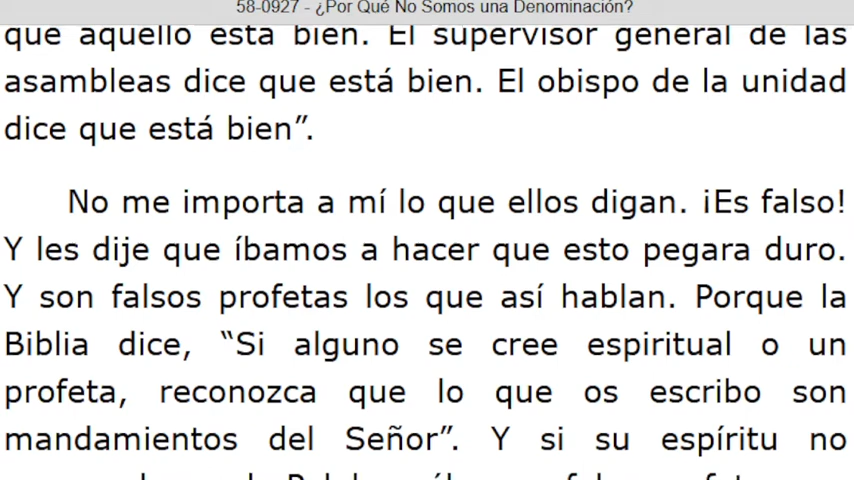 58-0927 - ¿Por Qué No Somos una Denominación?
que aquello está bien. El supervisor general de las
asambleas dice que está bien. El obispo de la unidad
dice que está bien”.
No me importa a mí lo que ellos digan. ¡Es falso!
Y les dije que íbamos a hacer que esto pegara duro.
Y son falsos profetas los que así hablan. Porque la
Biblia dice, “Si alguno se cree espiritual o un
profeta, reconozca que lo que os escribo son
mandamientos del Señor”. Y si su espíritu no